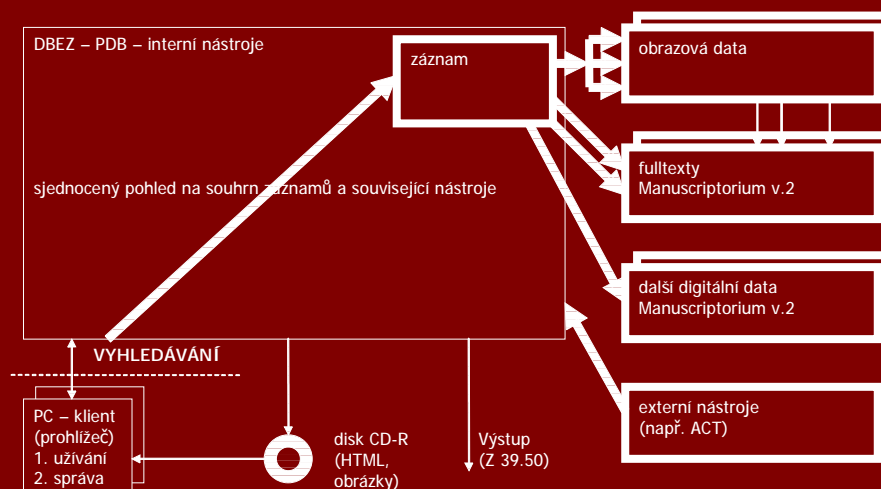 DBEZ – PDB – interní nástroje
záznam
obrazová data
sjednocený pohled na souhrn záznamů a související nástroje
fulltexty
Manuscriptorium v.2
další digitální data
Manuscriptorium v.2
VYHLEDÁVÁNÍ
PC – klient
(prohlížeč)
1. užívání
2. správa
disk CD-R
(HTML,
obrázky)
Výstup
(Z 39.50)
externí nástroje
(např. ACT)